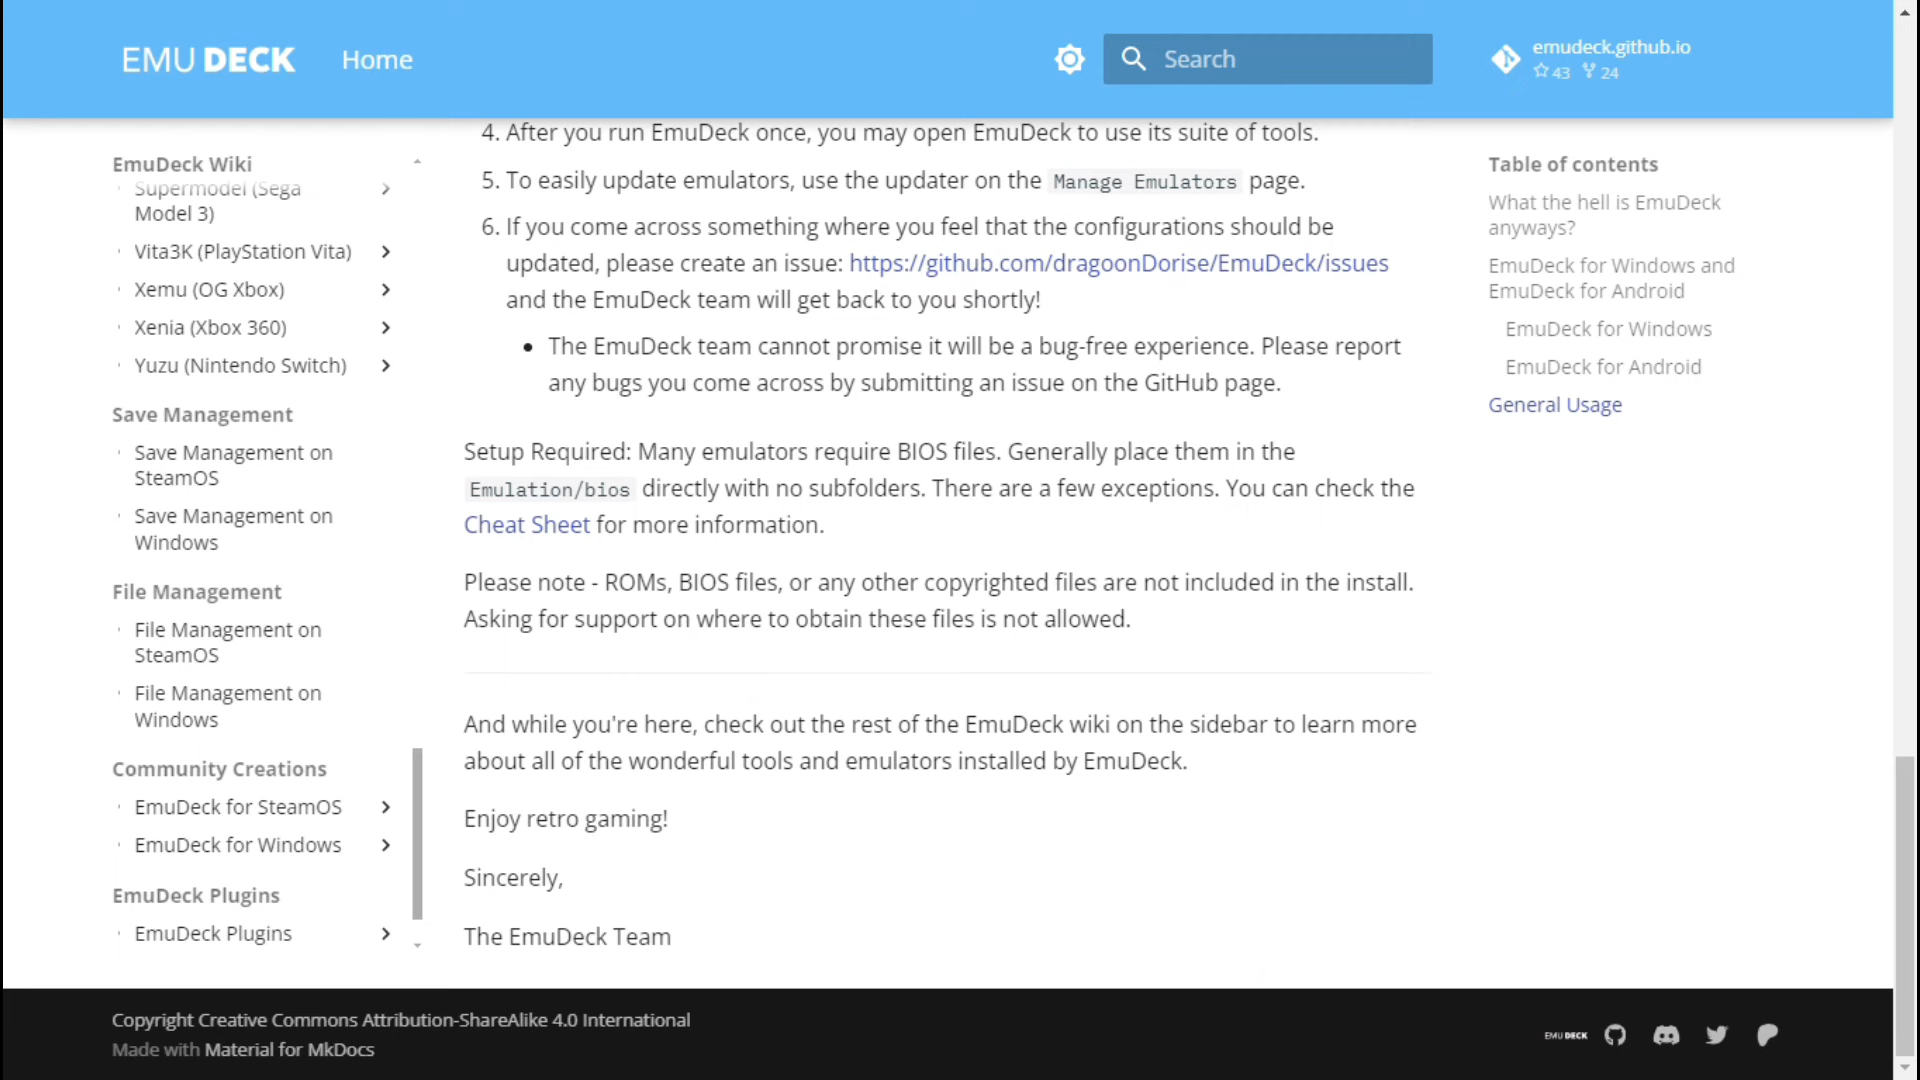 EMU DECK
Home
Search
emudeck.github.io
43 24
EmuDeck Wiki
Supermodel (Sega
Model 3)
Vita3K (PlayStation Vita)
Xemu (OG Xbox)
Xenia (Xbox 360)
Yuzu (Nintendo Switch)
Save Management
Save Management on
SteamOS
Save Management on
Windows
File Management
File Management on
SteamOS
File Management on
Windows
Community Creations
EmuDeck for SteamOS
EmuDeck for Windows
EmuDeck Plugins
EmuDeck Plugins
4. After you run EmuDeck once, you may open EmuDeck to use its suite of tools.
5. To easily update emulators, use the updater on the Manage Emulators page.
6. If you come across something where you feel that the configurations should be
updated, please create an issue: https://github.com/dragoonDorise/EmuDeck/issues
and the EmuDeck team will get back to you shortly!
• The EmuDeck team cannot promise it will be a bug-free experience. Please report
any bugs you come across by submitting an issue on the GitHub page.
Setup Required: Many emulators require BIOS files. Generally place them in the
Emulation/bios directly with no subfolders. There are a few exceptions. You can check the
Cheat Sheet for more information.
Please note - ROMs, BIOS files, or any other copyrighted files are not included in the install.
Asking for support on where to obtain these files is not allowed.
And while you're here, check out the rest of the EmuDeck wiki on the sidebar to learn more
about all of the wonderful tools and emulators installed by EmuDeck.
Enjoy retro gaming!
Sincerely,
The EmuDeck Team
Table of contents
What the hell is EmuDeck
anyways?
EmuDeck for Windows and
EmuDeck for Android
EmuDeck for Windows
EmuDeck for Android
General Usage
Copyright Creative Commons Attribution-ShareAlike 4.0 International
Made with Material for MkDocs
EMU DECK